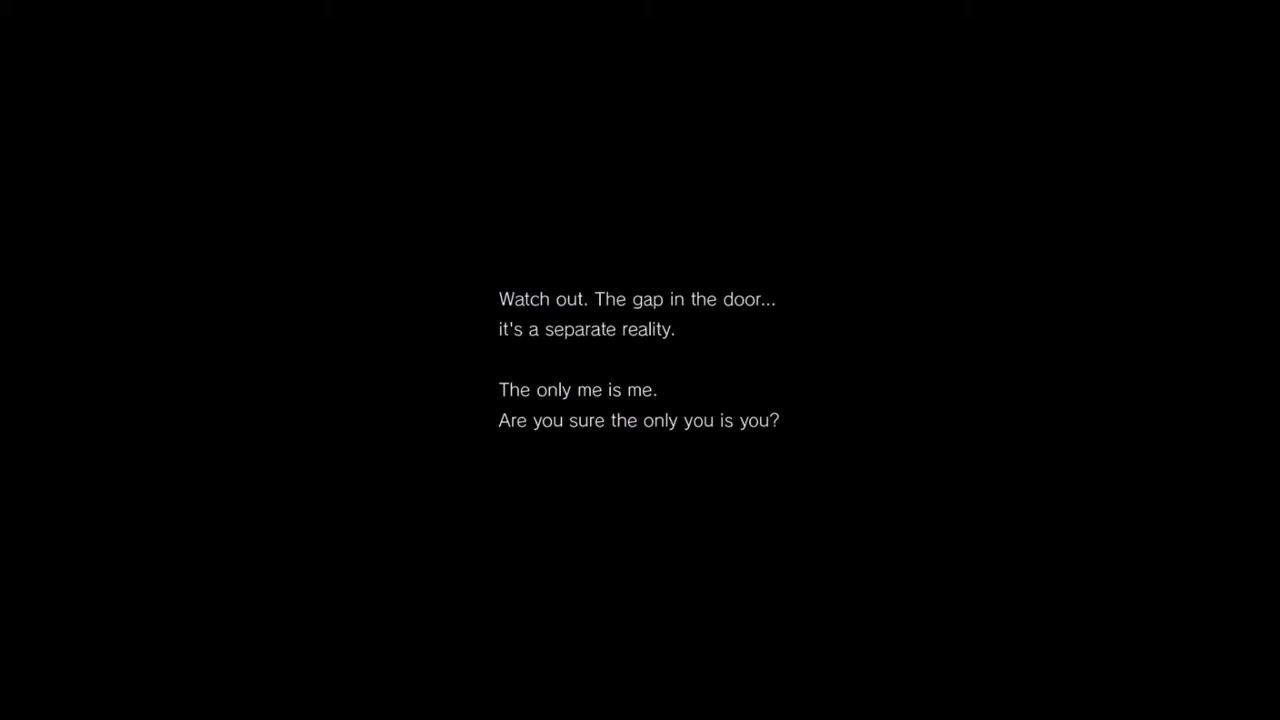 Watch out. The gap in the door...
it's a separate reality.
The only me is me.
Are you sure the only you is you?